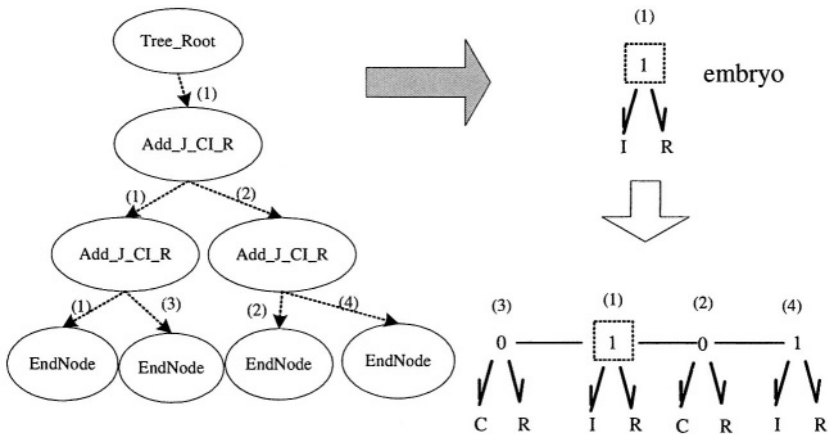 Tree_Root
(1)
Add_J_CI_R
(1) (2)
Add_J_CI_R Add_J_CI_R
(1) (3) (2) (4)
EndNode EndNode EndNode EndNode
(1)
1 embryo
I R
(3) (1) (2) (4)
0 1 0 1
C R I R C R I R